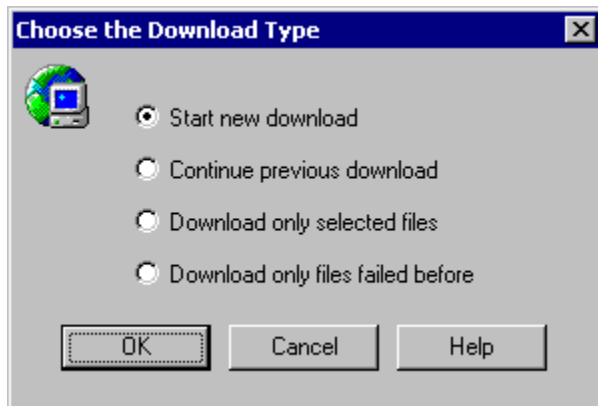 Choose the Download Type
Start new download
Continue previous download
Download only selected files
Download only files failed before
OK Cancel Help